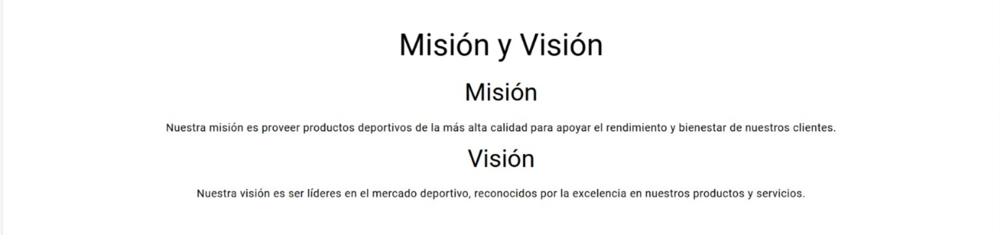 Misión y Visión
Misión
Nuestra misión es proveer productos deportivos de la más alta calidad para apoyar el rendimiento y bienestar de nuestros clientes.
Visión
Nuestra visión es ser líderes en el mercado deportivo, reconocidos por la excelencia en nuestros productos y servicios.